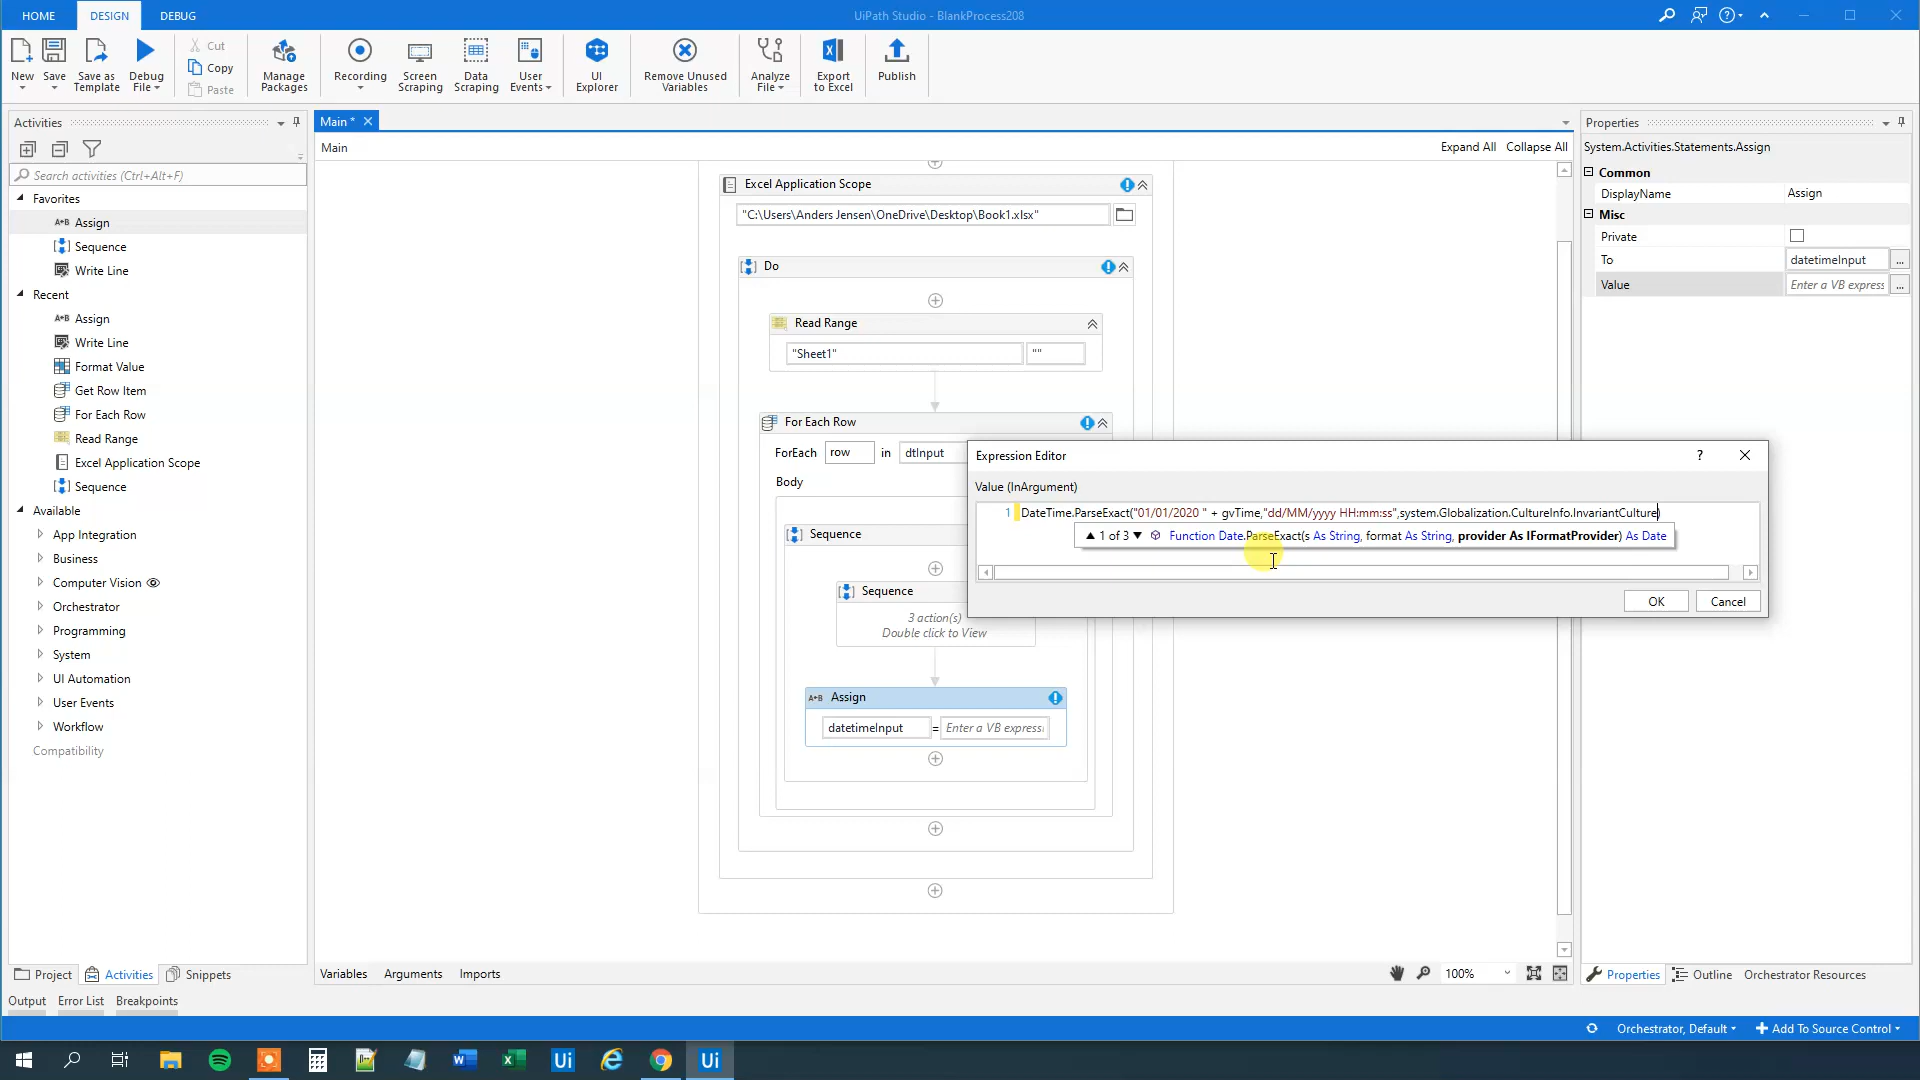 HOME
DESIGN
DEBUG
UiPath Studio - BlankProcess208
New
Save
Save as Template
Debug File
Cut
Copy
Paste
Manage Packages
Recording
Screen Scraping
Data Scraping
User Events
UI Explorer
Remove Unused Variables
Analyze File
Export to Excel
Publish
Activities
Main *
Properties
Main
Expand All
Collapse All
System.Activities.Statements.Assign
Search activities (Ctrl+Alt+F)
Favorites
Assign
Sequence
Write Line
Recent
Assign
Write Line
Format Value
Get Row Item
For Each Row
Read Range
Excel Application Scope
Sequence
Available
App Integration
Business
Computer Vision
Orchestrator
Programming
System
UI Automation
User Events
Workflow
Compatibility
Excel Application Scope
"C:\Users\Anders Jensen\OneDrive\Desktop\Book1.xlsx"
Do
Read Range
"Sheet1"
""
For Each Row
ForEach row in dtInput
Body
Sequence
Sequence
3 action(s)
Double click to View
Assign
datetimeInput = Enter a VB express
Common
DisplayName
Assign
Misc
Private
To
datetimeInput
...
Value
Enter a VB express
...
Expression Editor
?
Value (InArgument)
1
DateTime.ParseExact("01/01/2020 " + gvTime,"dd/MM/yyyy HH:mm:ss",system.Globalization.CultureInfo.InvariantCulture)
1 of 3 Function Date.ParseExact(s As String, format As String, provider As IFormatProvider) As Date
OK
Cancel
Project
Activities
Snippets
Variables
Arguments
Imports
100%
Properties
Outline
Orchestrator Resources
Output
Error List
Breakpoints
Orchestrator, Default
Add To Source Control
Ui
Ui